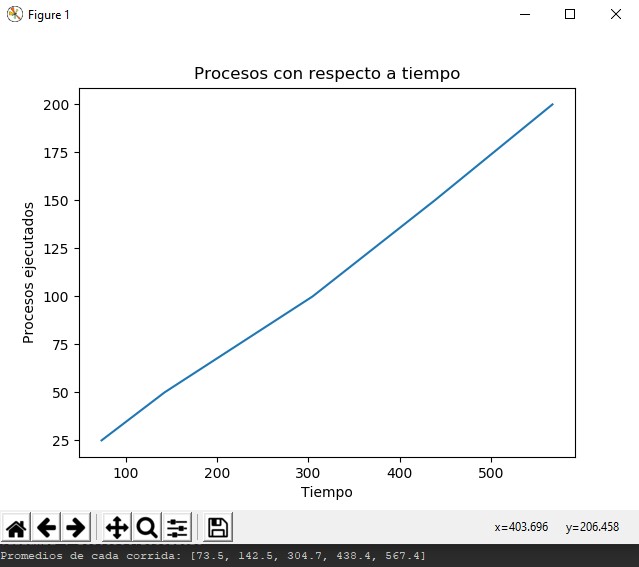 Figure 1
Procesos con respecto a tiempo
200
175
150
125
100
75
50
25
Procesos ejecutados
100 200 300 400 500
Tiempo
x=403.696 y=206.458
Promedios de cada corrida: [73.5, 142.5, 304.7, 438.4, 567.4]